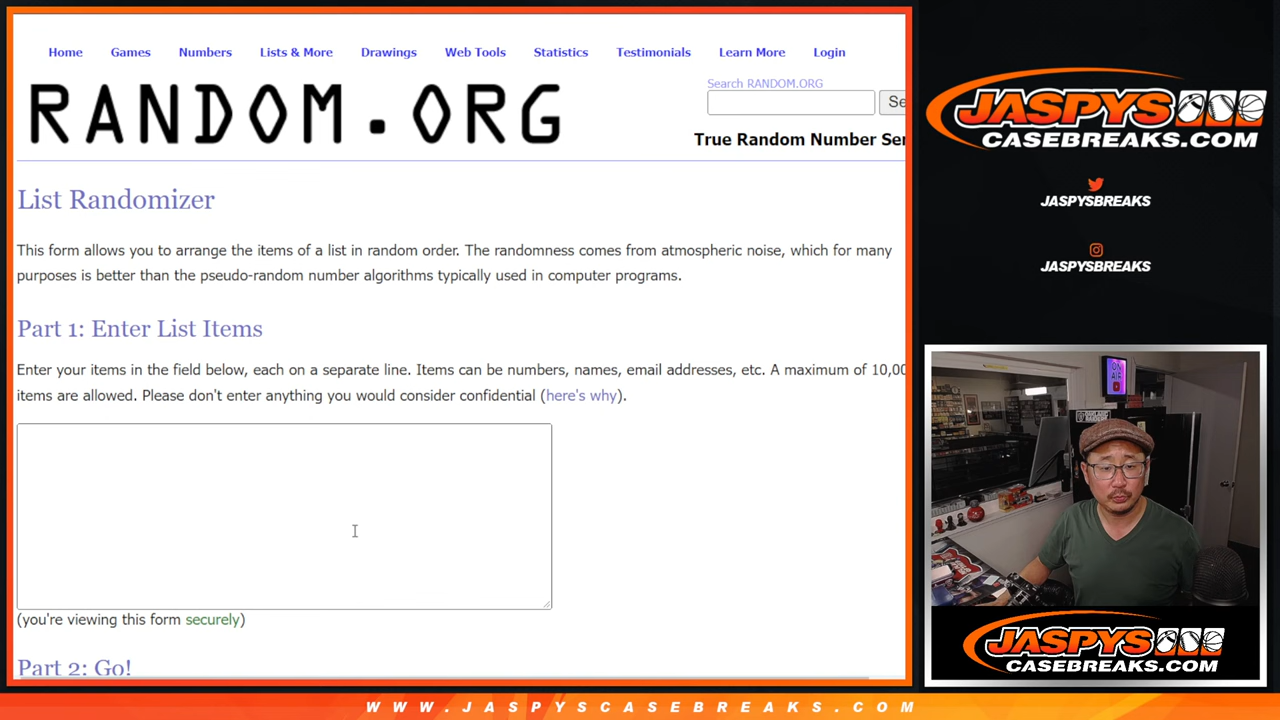 Home Games Numbers Lists & More Drawings Web Tools Statistics Testimonials Learn More Login
RANDOM.ORG
Search RANDOM.ORG
Se
True Random Number Ser
List Randomizer
This form allows you to arrange the items of a list in random order. The randomness comes from atmospheric noise, which for many
purposes is better than the pseudo-random number algorithms typically used in computer programs.
Part 1: Enter List Items
Enter your items in the field below, each on a separate line. Items can be numbers, names, email addresses, etc. A maximum of 10,00
items are allowed. Please don't enter anything you would consider confidential (here's why).
(you're viewing this form securely)
Part 2: Go!
JASPYS
CASEBREAKS.COM
JASPYSBREAKS
JASPYSBREAKS
ON
AIR
JASPYS
CASEBREAKS.COM
WWW.JASPYSCASEBREAKS.COM